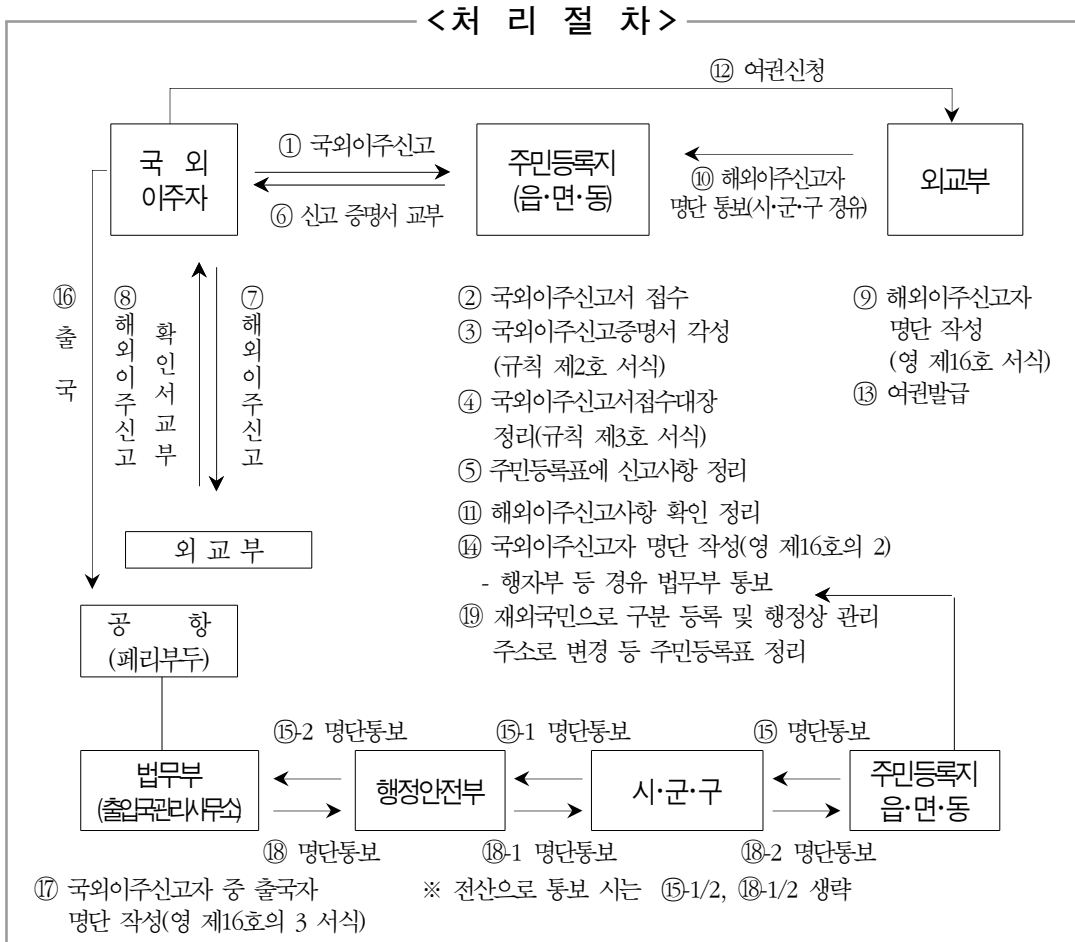 <처 리 절 차>
⑫ 여권신청
국 외
이주자
① 국외이주신고
⑥ 신고 증명서 교부
주민등록지
(읍·면·동)
⑩ 해외이주신고자
명단 통보(시·군·구 경유)
외교부
⑯ 출 국
⑧ 해외이주신고
확인서교부
⑦ 해외이주신고
② 국외이주신고서 접수
③ 국외이주신고증명서 각성
(규칙 제2호 서식)
④ 국외이주신고서접수대장
정리(규칙 제3호 서식)
⑤ 주민등록표에 신고사항 정리
⑪ 해외이주신고사항 확인 정리
⑭ 국외이주신고자 명단 작성(영 제16호의 2)
- 행자부 등 경유 법무부 통보
⑲ 재외국민으로 구분 등록 및 행정상 관리
주소로 변경 등 주민등록표 정리
⑨ 해외이주신고자
명단 작성
(영 제16호 서식)
⑬ 여권발급
외 교 부
공 항
(페리부두)
⑮-2 명단통보
⑮-1 명단통보
⑮ 명단통보
법무부
(출입국관리사무소)
행정안전부
시·군·구
주민등록지
읍·면·동
⑱ 명단통보
⑱-1 명단통보
⑱-2 명단통보
⑰ 국외이주신고자 중 출국자
명단 작성(영 제16호의 3 서식)
※ 전산으로 통보 시는 ⑮-1/2, ⑱-1/2 생략